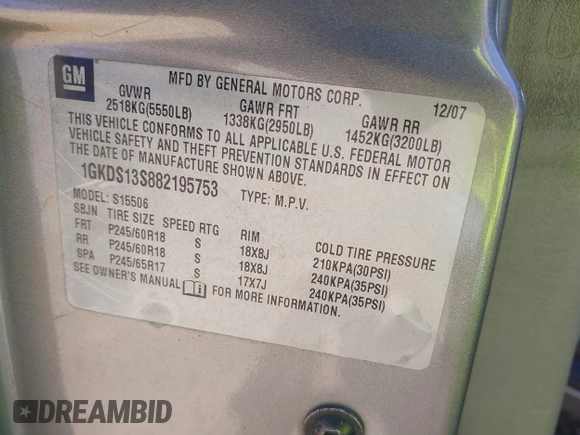 GM
MFD BY GENERAL MOTORS CORP. 12/07
GVWR GAWR FRT GAWR RR
2518KG(5550LB) 1338KG(2950LB) 1452KG(3200LB)
THIS VEHICLE CONFORMS TO ALL APPLICABLE U.S. FEDERAL MOTOR
VEHICLE SAFETY AND THEFT PREVENTION STANDARDS IN EFFECT ON
THE DATE OF MANUFACTURE SHOWN ABOVE.
1GKDS13S882195753 TYPE: M.P.V.
MODEL: S15506
SBJN TIRE SIZE SPEED RTG RIM COLD TIRE PRESSURE
FRT P245/60R18 S 18X8J 210KPA(30PSI)
RR P245/60R18 S 18X8J 240KPA(35PSI)
SPA P245/65R17 S 17X7J 240KPA(35PSI)
SEE OWNER'S MANUAL FOR MORE INFORMATION.
DREAMBID